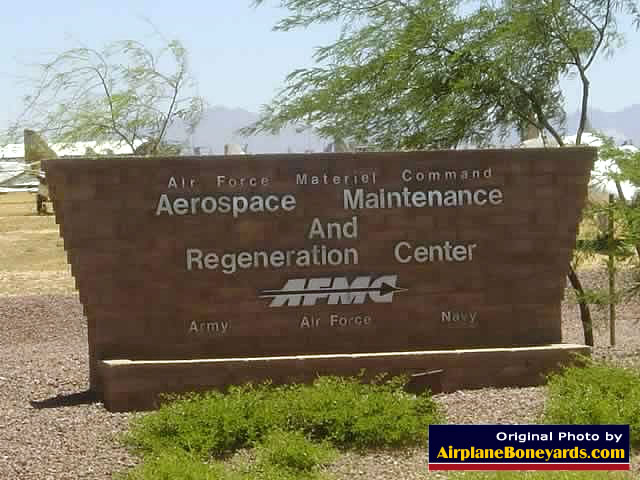 Air Force Materiel Command
Aerospace Maintenance
And
Regeneration Center
AFMC
Army Air Force Navy
Original Photo by
AirplaneBoneyards.com